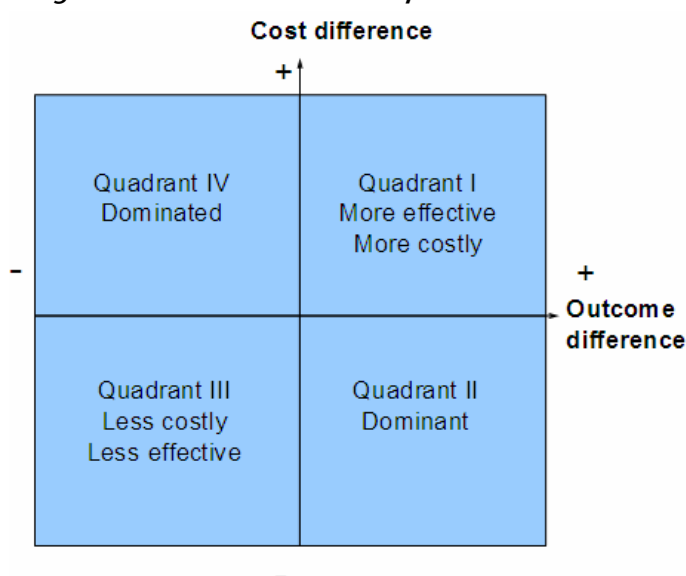 Cost difference
+
Quadrant IV
Dominated
Quadrant I
More effective
More costly
-
+
Outcome
difference
Quadrant III
Less costly
Less effective
Quadrant II
Dominant